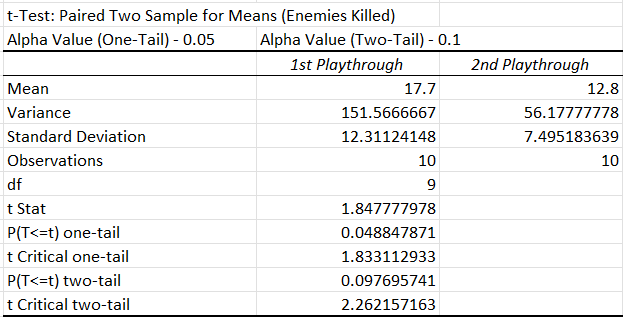 t-Test: Paired Two Sample for Means (Enemies Killed)
Alpha Value (One-Tail) - 0.05 Alpha Value (Two-Tail) - 0.1
1st Playthrough 2nd Playthrough
Mean 17.7 12.8
Variance 151.5666667 56.17777778
Standard Deviation 12.31124148 7.495183639
Observations 10 10
df 9
t Stat 1.847777978
P(T<=t) one-tail 0.048847871
t Critical one-tail 1.833112933
P(T<=t) two-tail 0.097695741
t Critical two-tail 2.262157163